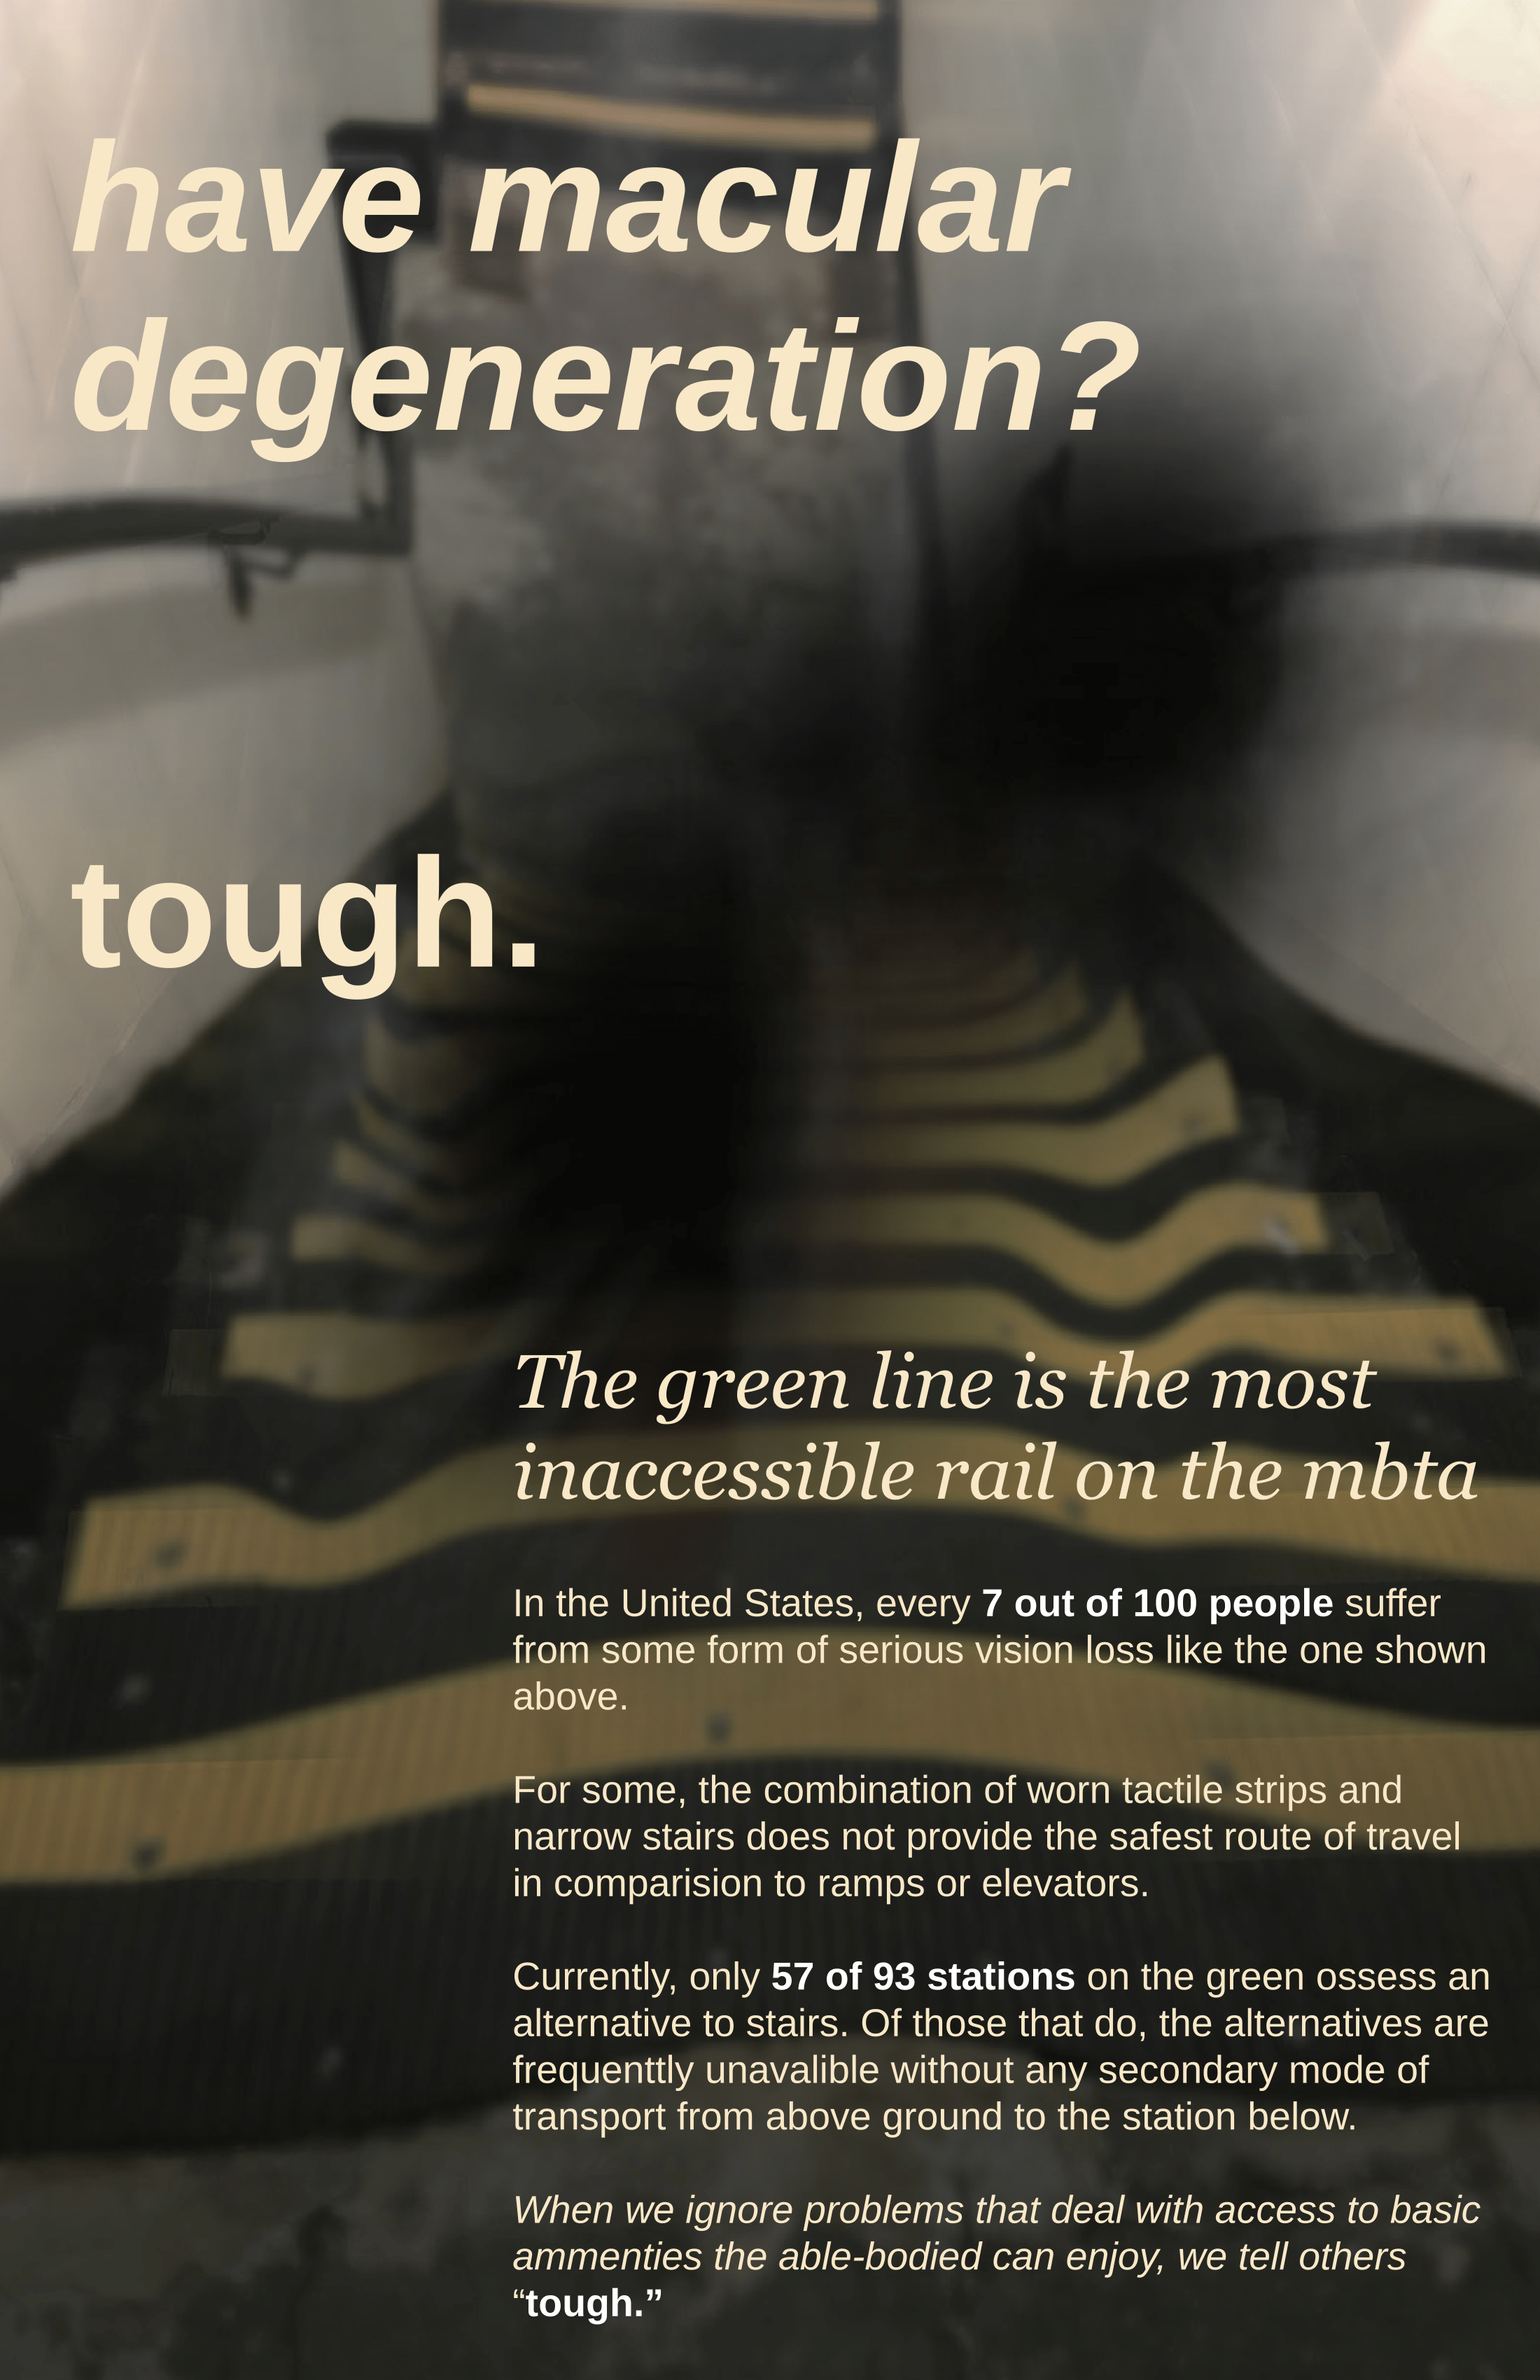 have macular
degeneration?
tough.
The green line is the most
inaccessible rail on the mbta
In the United States, every 7 out of 100 people suffer
from some form of serious vision loss like the one shown
above.
For some, the combination of worn tactile strips and
narrow stairs does not provide the safest route of travel
in comparision to ramps or elevators.
Currently, only 57 of 93 stations on the green ossess an
alternative to stairs. Of those that do, the alternatives are
frequenttly unavalible without any secondary mode of
transport from above ground to the station below.
When we ignore problems that deal with access to basic
ammenties the able-bodied can enjoy, we tell others
“tough.”